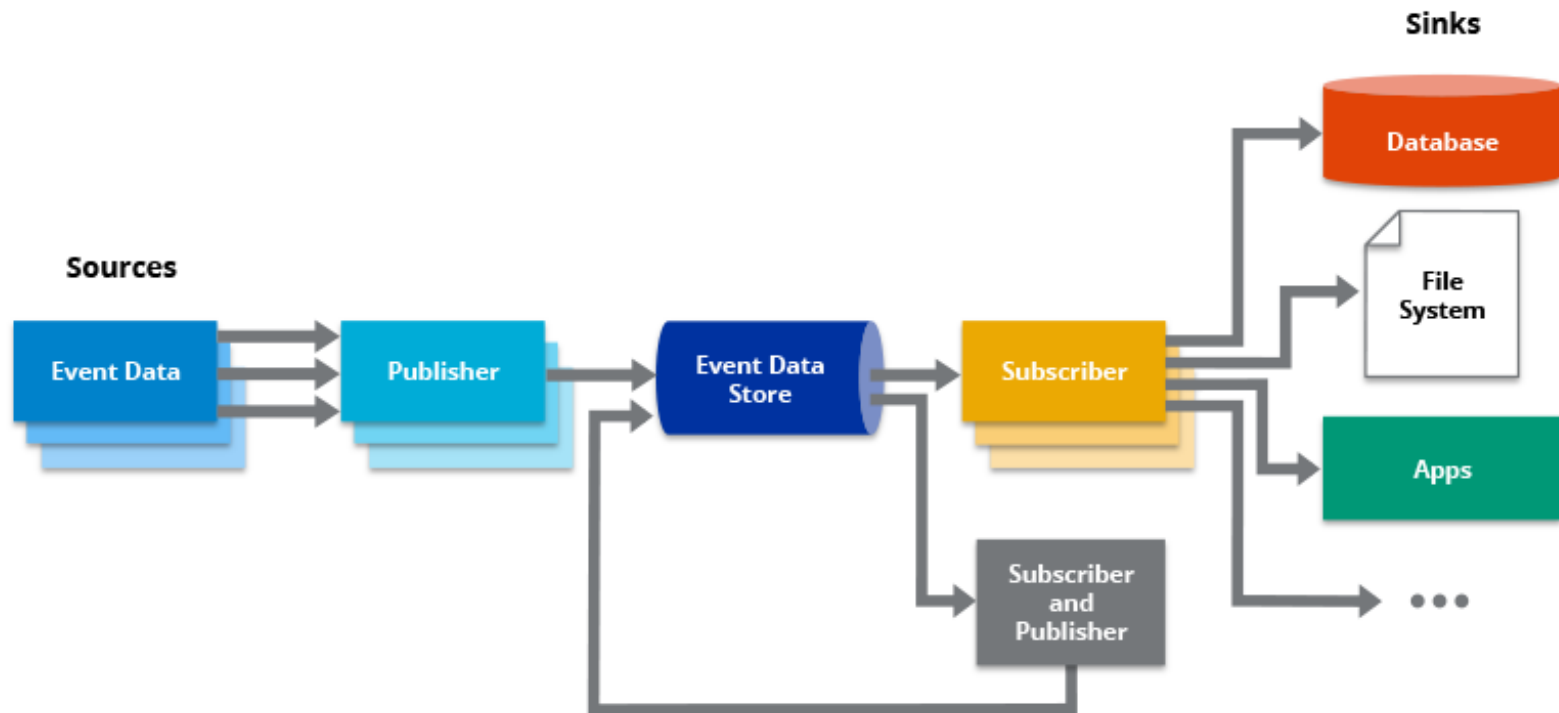 Sinks
Database
File
System
Sources
Event Data
Publisher
Event Data
Store
Subscriber
Apps
Subscriber
and
Publisher